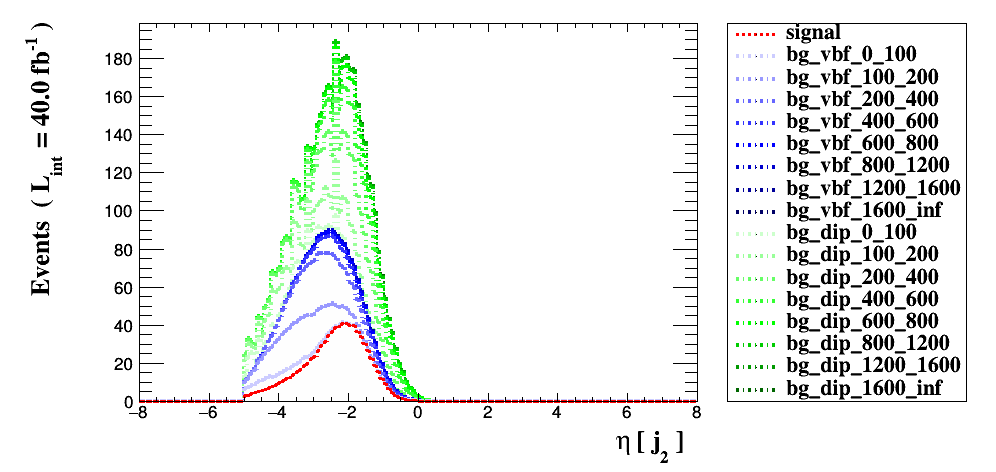 Events ( L_int = 40.0 fb^-1 )
180
160
140
120
100
80
60
40
20
0
−8 −6 −4 −2 0 2 4 6 8
η [ j_2 ]
signal
bg_vbf_0_100
bg_vbf_100_200
bg_vbf_200_400
bg_vbf_400_600
bg_vbf_600_800
bg_vbf_800_1200
bg_vbf_1200_1600
bg_vbf_1600_inf
bg_dip_0_100
bg_dip_100_200
bg_dip_200_400
bg_dip_400_600
bg_dip_600_800
bg_dip_800_1200
bg_dip_1200_1600
bg_dip_1600_inf